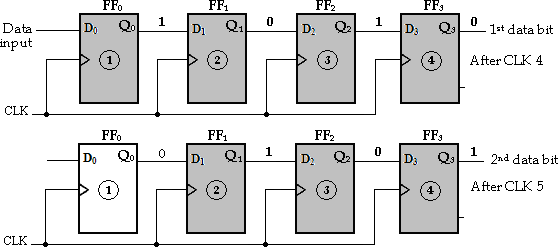 FF0 FF1 FF2 FF3
Data input D0 Q0 1 D1 Q1 0 D2 Q2 1 D3 Q3 0 1st data bit
1 2 3 4 After CLK 4
CLK
FF0 FF1 FF2 FF3
D0 Q0 0 D1 Q1 1 D2 Q2 0 D3 Q3 1 2nd data bit
1 2 3 4 After CLK 5
CLK